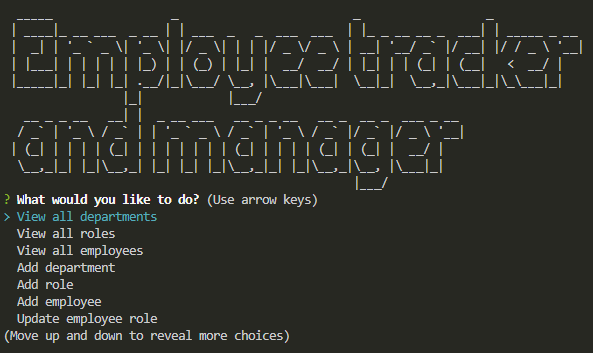 Employee tracker
and manager
? What would you like to do? (Use arrow keys)
> View all departments
View all roles
View all employees
Add department
Add role
Add employee
Update employee role
(Move up and down to reveal more choices)